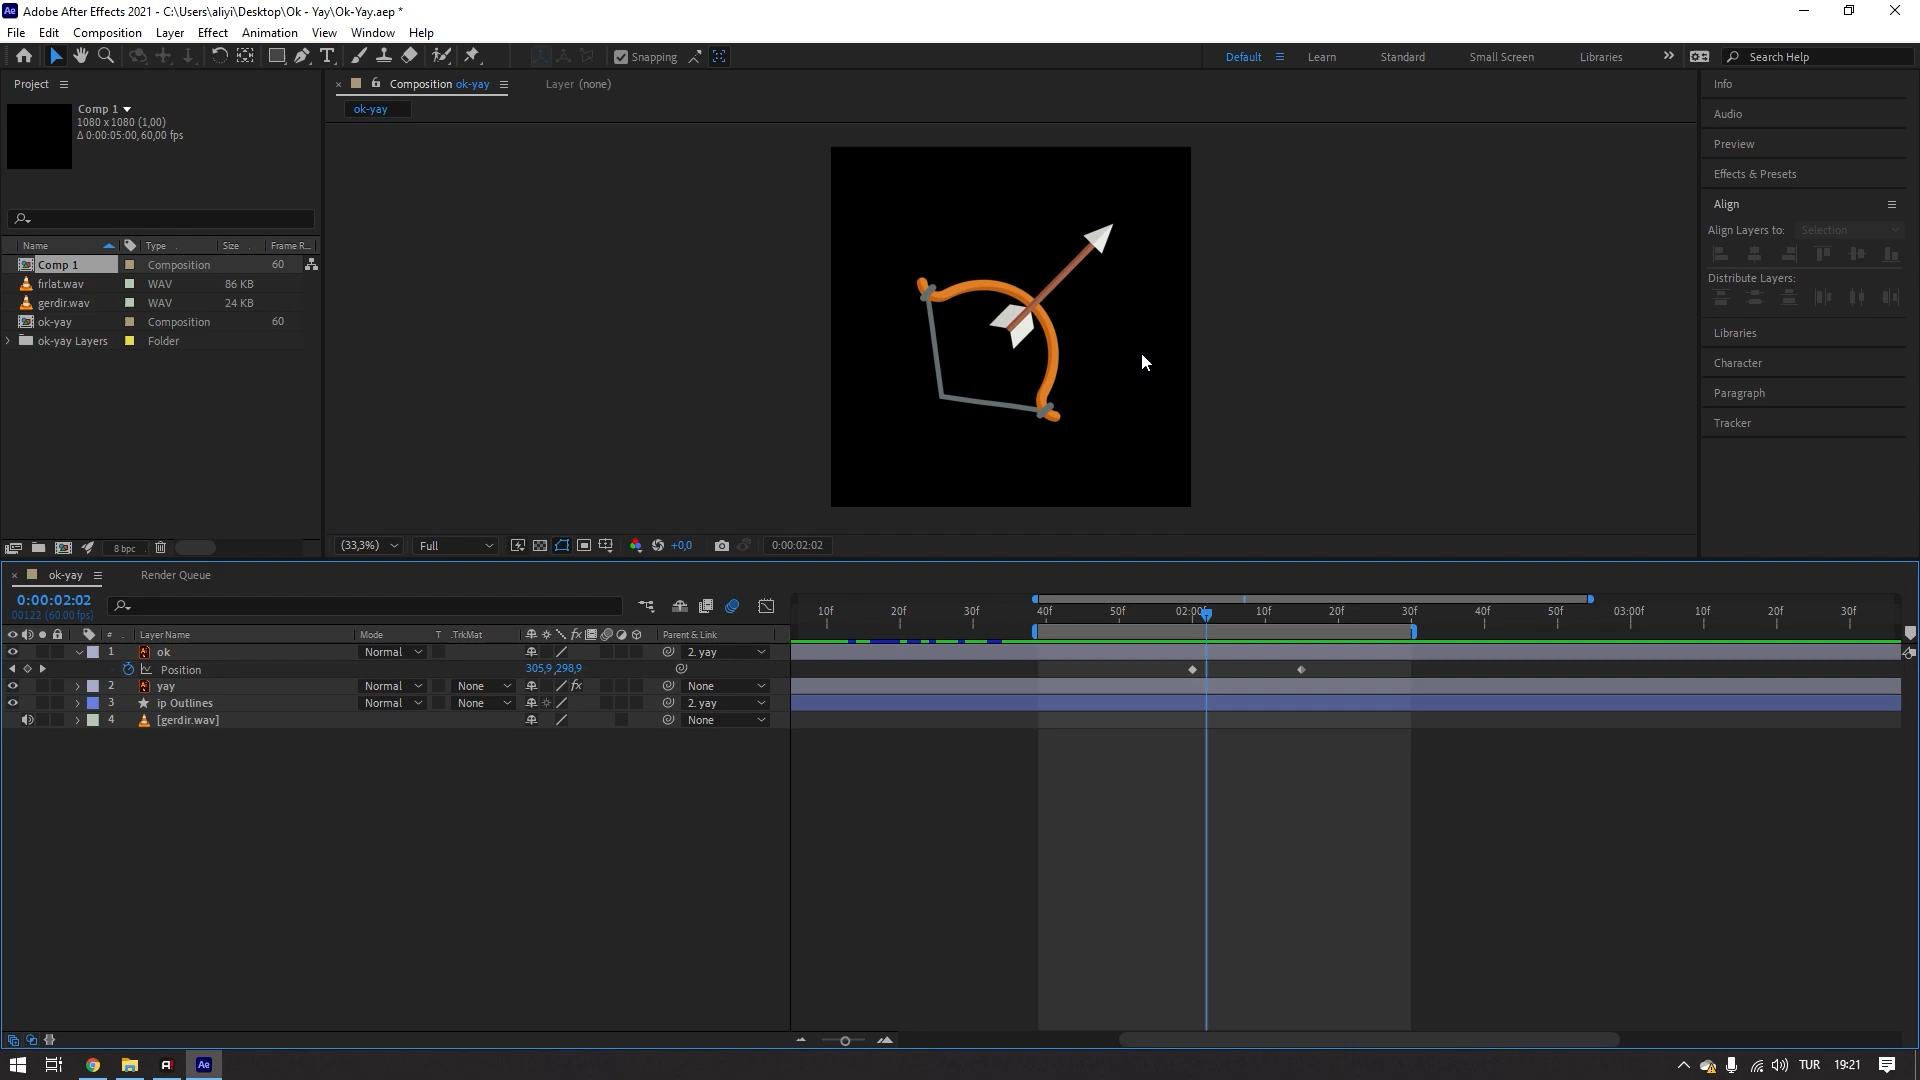 Adobe After Effects 2021 - C:\Users\aliyi\Desktop\Ok - Yay\Ok-Yay.aep *
File Edit Composition Layer Effect Animation View Window Help
Snapping
Default
Learn
Standard
Small Screen
Libraries
Search Help
Project
Comp 1
1080 x 1080 (1,00)
Δ 0:00:05:00, 60,00 fps
Name Type Size Frame R...
Comp 1 Composition 60
fırlat.wav WAV 86 KB
gerdir.wav WAV 24 KB
ok-yay Composition 60
ok-yay Layers Folder
8 bpc
Composition ok-yay
Layer (none)
ok-yay
(33,3%)
Full
+0,0
0:00:02:02
Info
Audio
Preview
Effects & Presets
Align
Align Layers to: Selection
Distribute Layers:
Libraries
Character
Paragraph
Tracker
ok-yay
Render Queue
0:00:02:02
00122 (60.00 fps)
# Layer Name Mode T .TrkMat fx Parent & Link
10f 20f 30f 40f 50f 02:00f 10f 20f 30f 40f 50f 03:00f 10f 20f 30f
1 ok Normal 2. yay
Position 305,9,298,9
2 yay Normal None fx None
3 ip Outlines Normal None 2. yay
4 [gerdir.wav] None
Ae
TUR
19:21